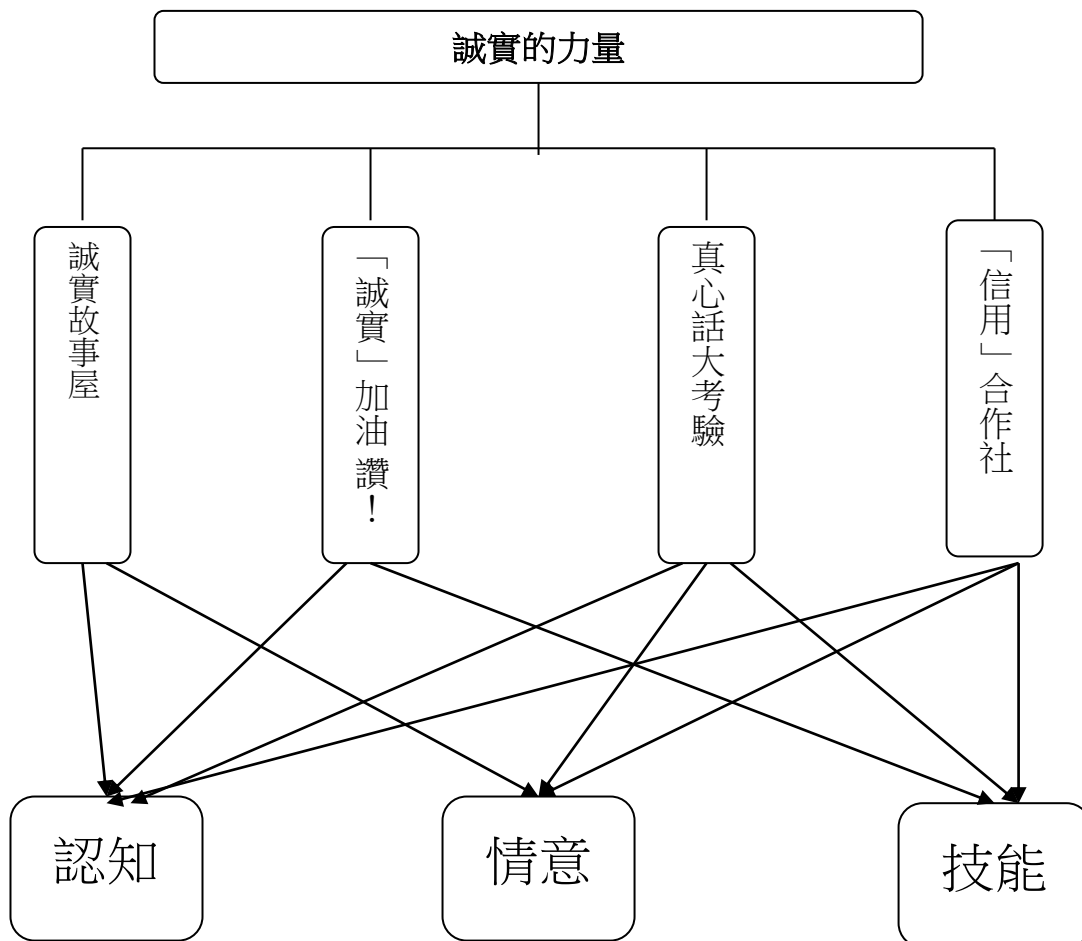 誠實的力量
誠實故事屋
「誠實」加油 讚！
真心話大考驗
「信用」合作社
認知
情意
技能